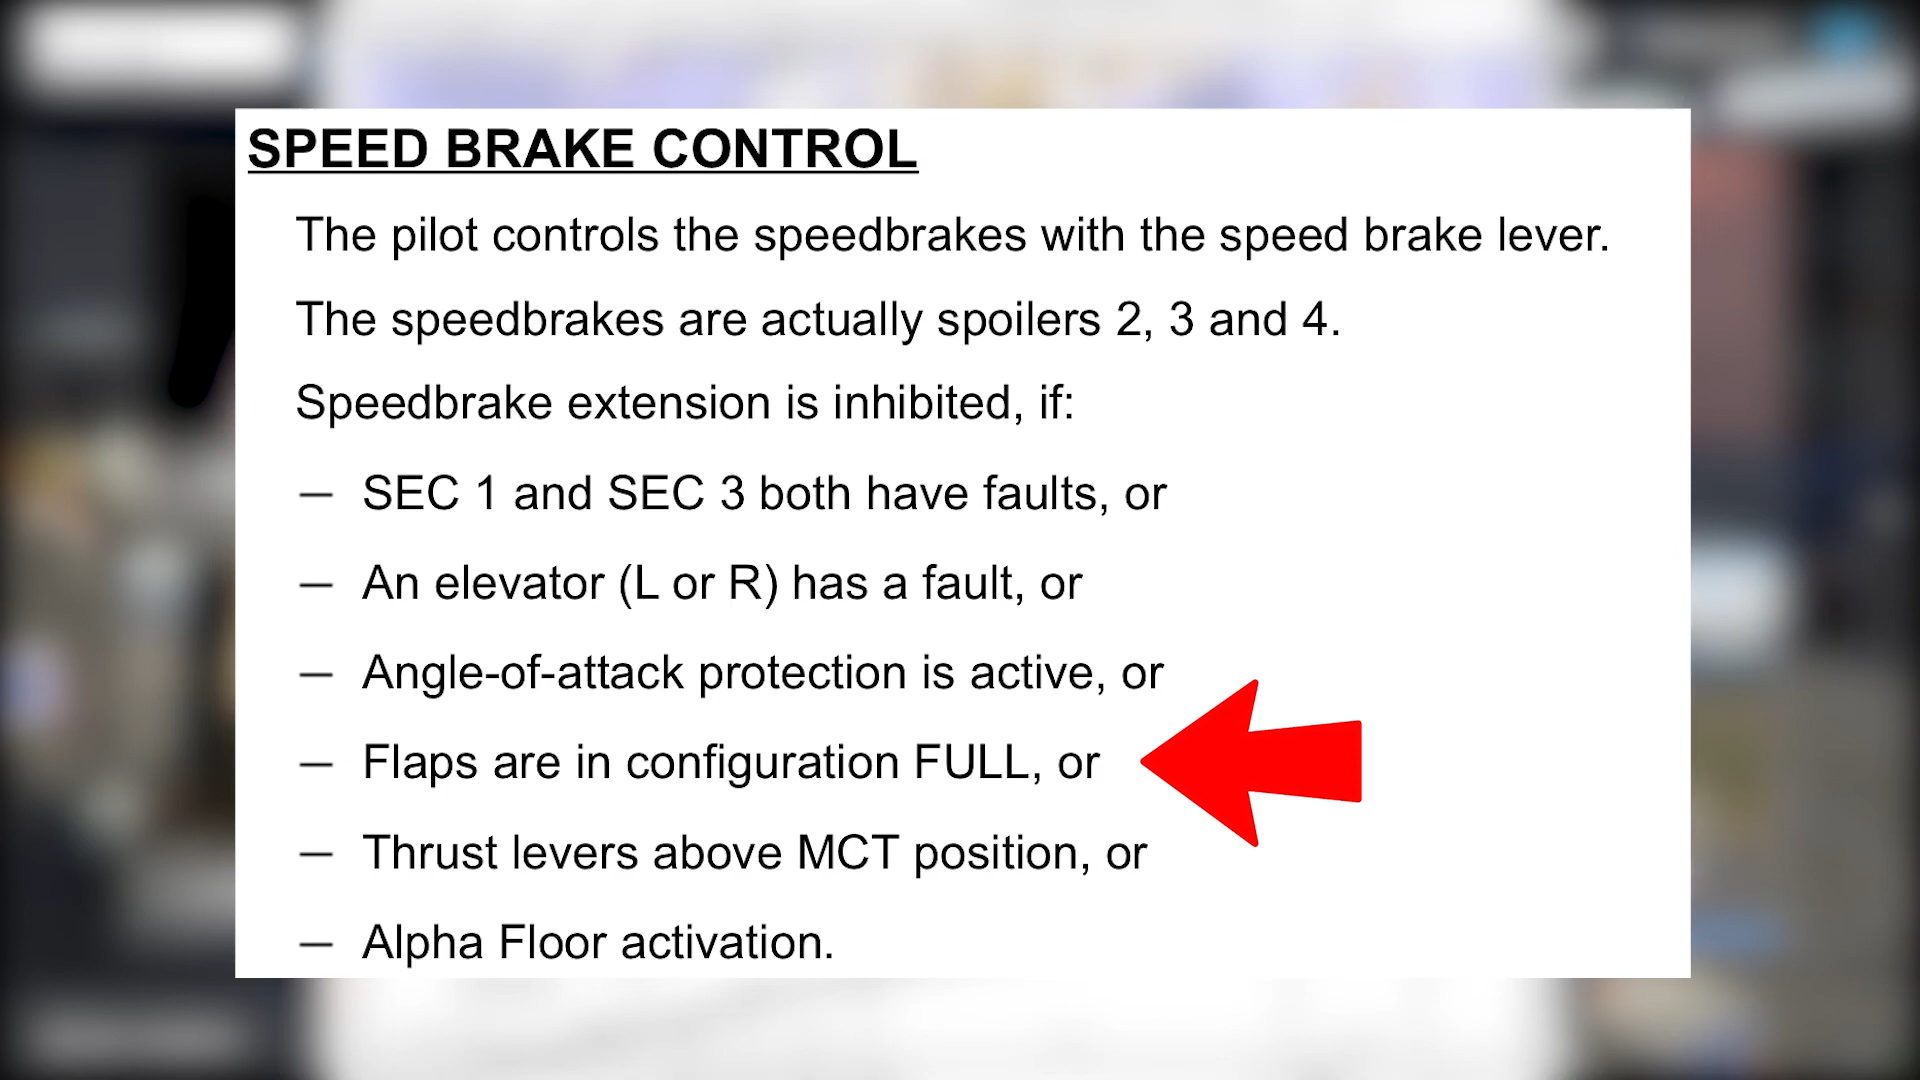 SPEED BRAKE CONTROL
The pilot controls the speedbrakes with the speed brake lever.
The speedbrakes are actually spoilers 2, 3 and 4.
Speedbrake extension is inhibited, if:
— SEC 1 and SEC 3 both have faults, or
— An elevator (L or R) has a fault, or
— Angle-of-attack protection is active, or
— Flaps are in configuration FULL, or
— Thrust levers above MCT position, or
— Alpha Floor activation.